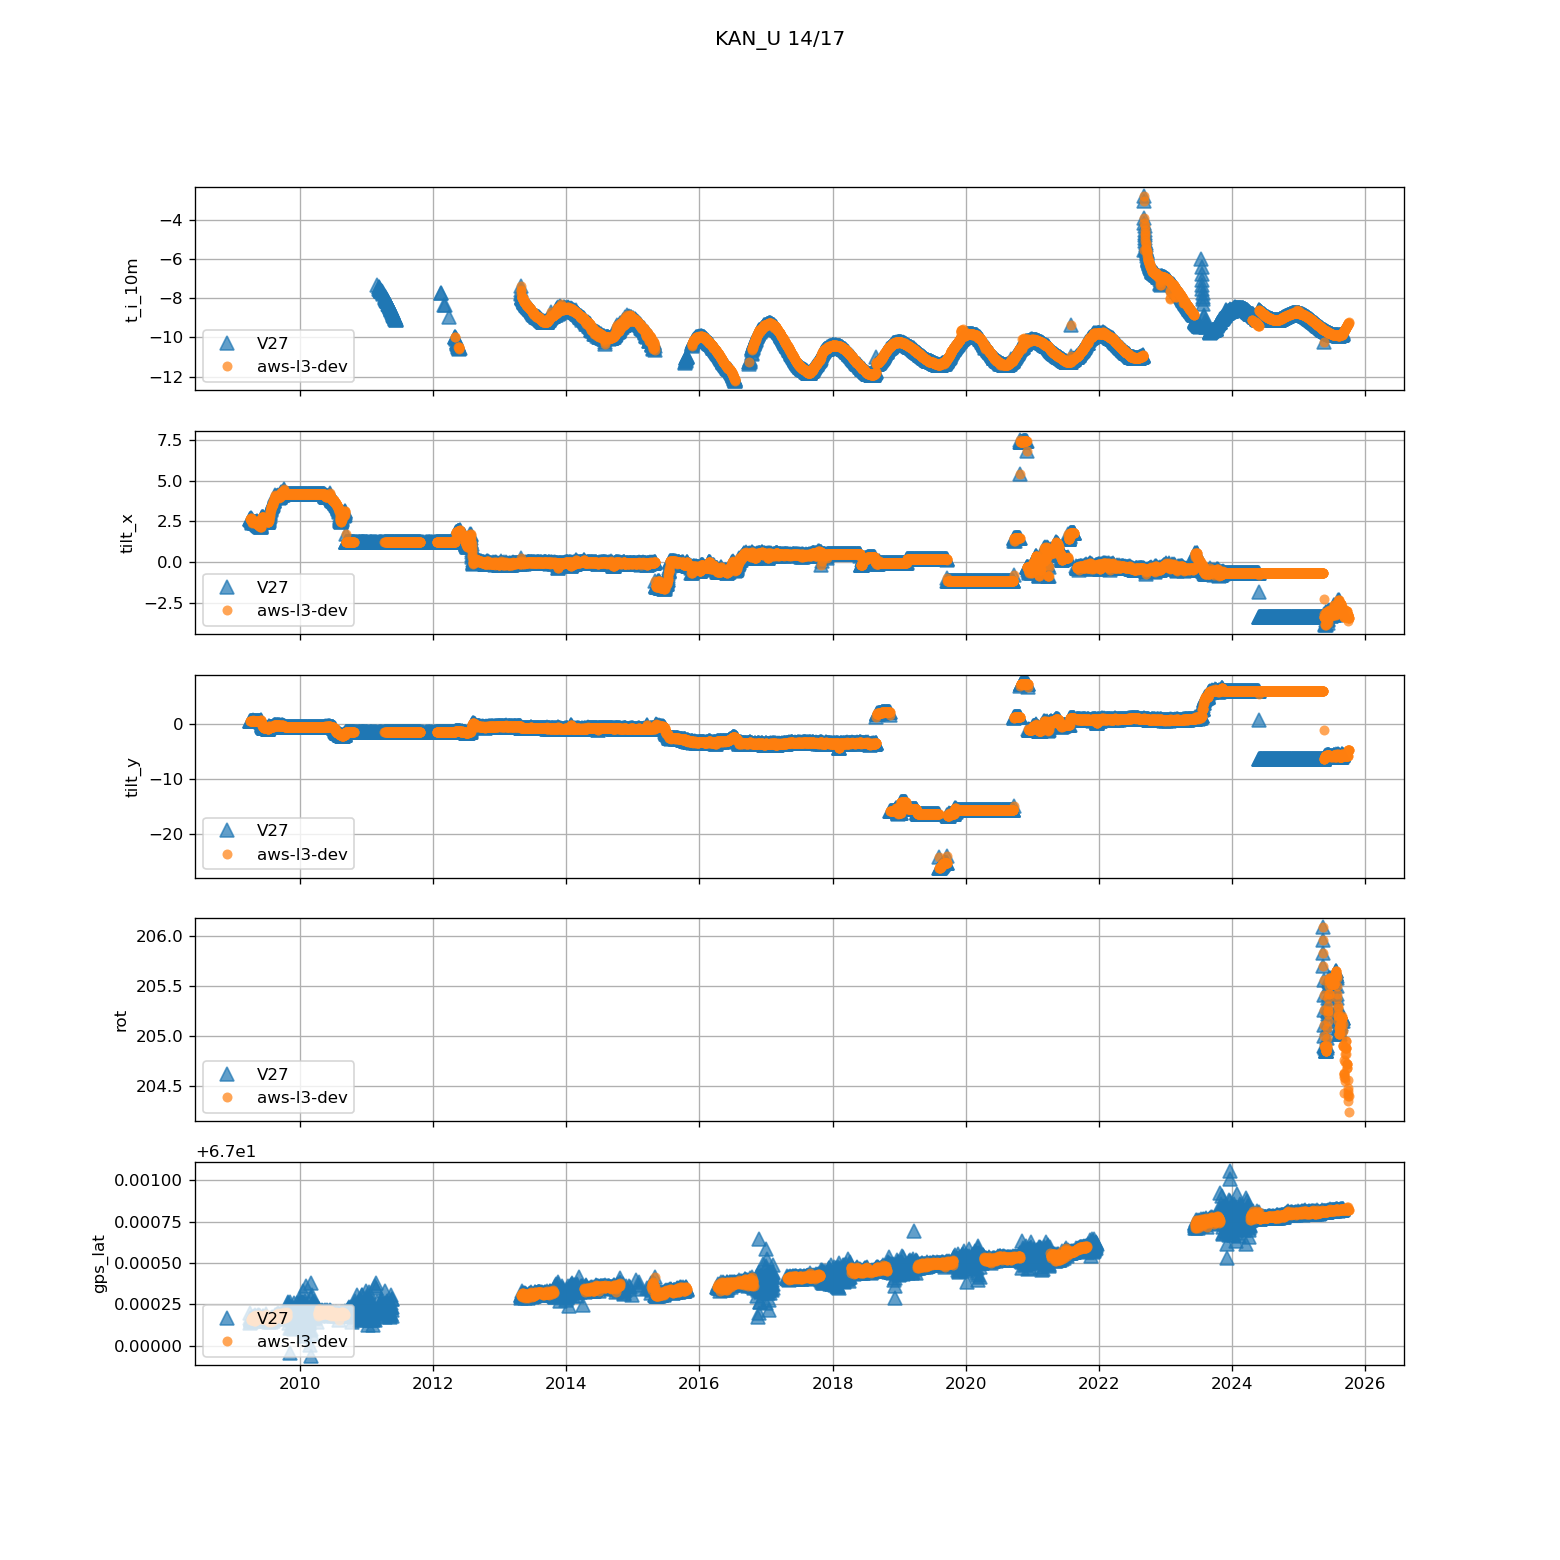 KAN_U 14/17
t_i_10m
−4
−6
−8
−10
−12
V27
aws-l3-dev
tilt_x
7.5
5.0
2.5
0.0
−2.5
V27
aws-l3-dev
tilt_y
0
−10
−20
V27
aws-l3-dev
rot
206.0
205.5
205.0
204.5
V27
aws-l3-dev
+6.7e1
gps_lat
0.00100
0.00075
0.00050
0.00025
0.00000
V27
aws-l3-dev
2010 2012 2014 2016 2018 2020 2022 2024 2026